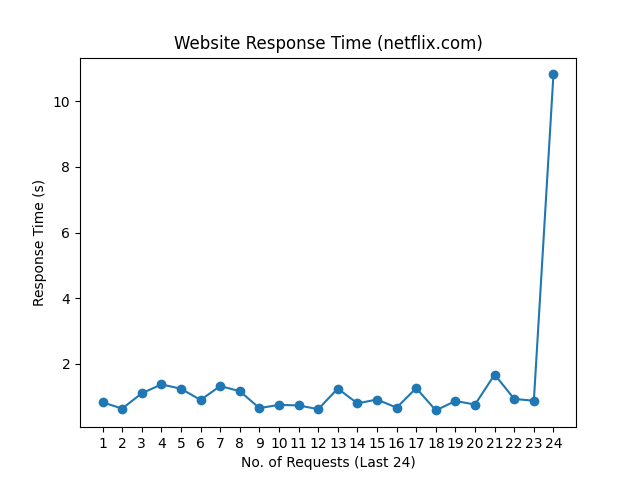 Website Response Time (netflix.com)
10
8
6
4
2
Response Time (s)
1 2 3 4 5 6 7 8 9 10 11 12 13 14 15 16 17 18 19 20 21 22 23 24
No. of Requests (Last 24)